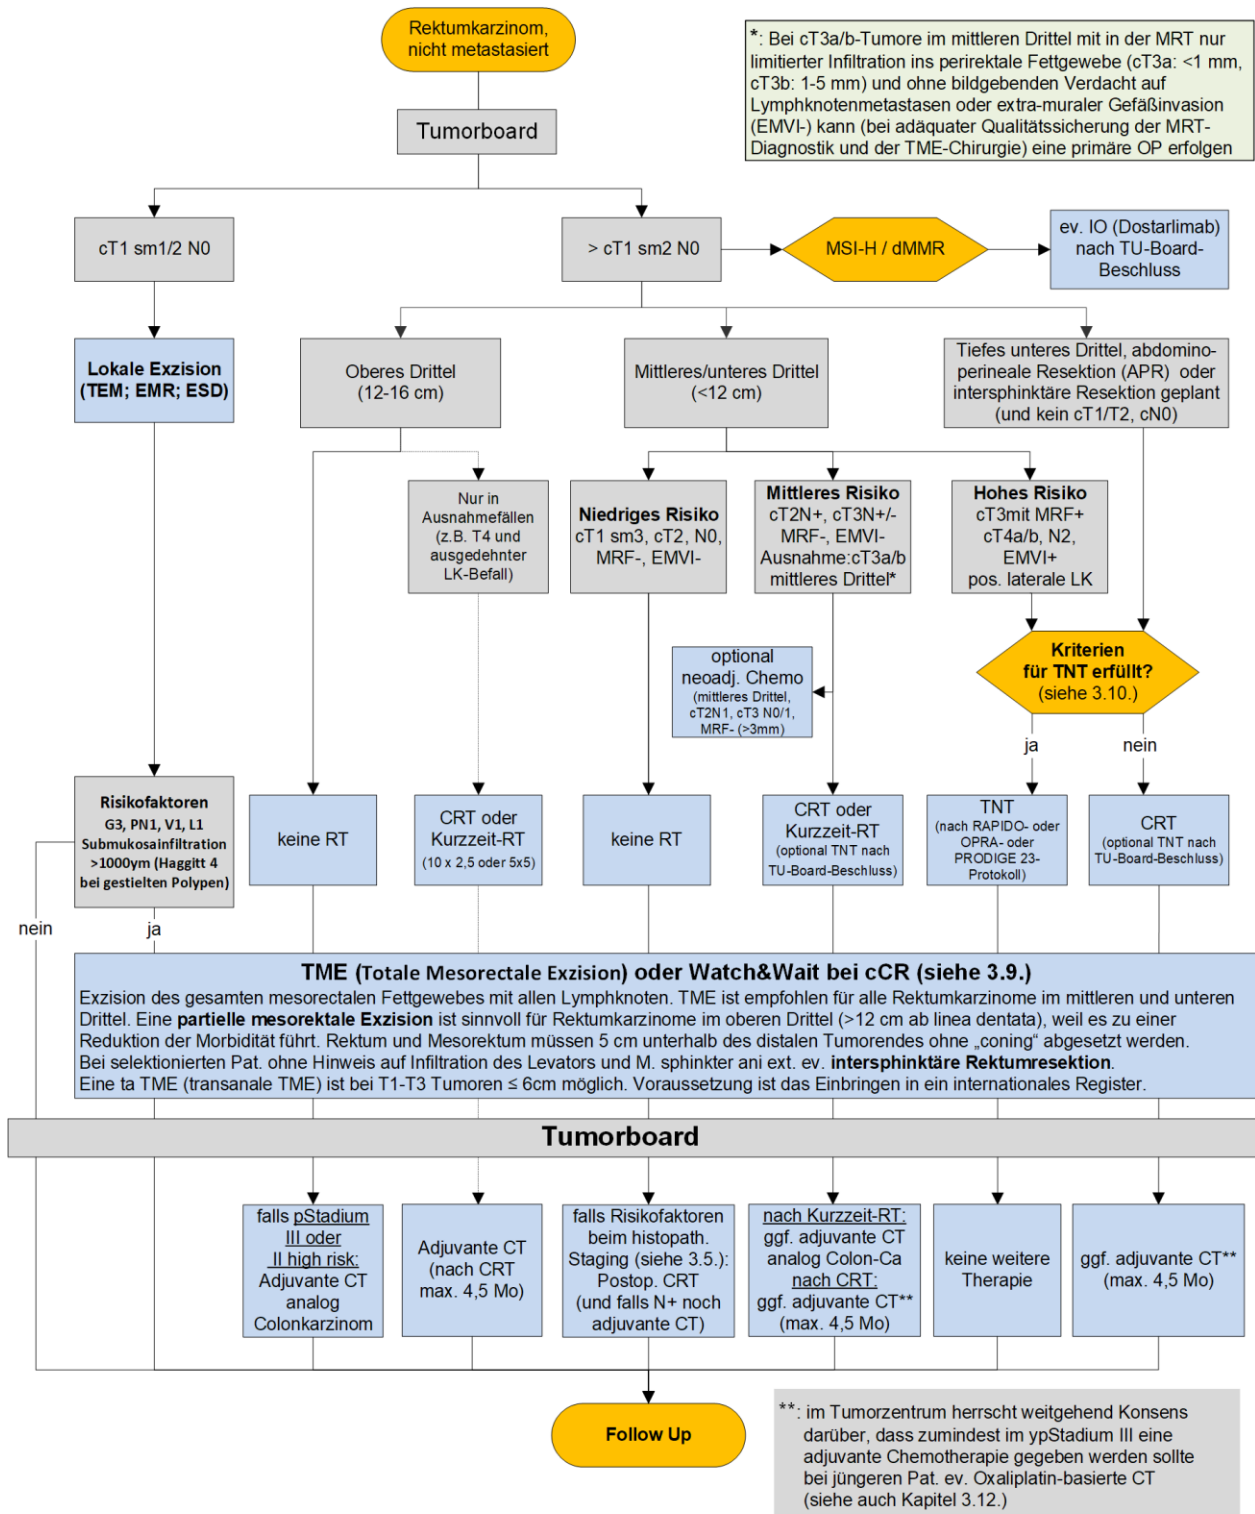 Rektumkarzinom,
nicht metastasiert
*: Bei cT3a/b-Tumore im mittleren Drittel mit in der MRT nur
limitierter Infiltration ins perirektale Fettgewebe (cT3a: <1 mm,
cT3b: 1-5 mm) und ohne bildgebenden Verdacht auf
Lymphknotenmetastasen oder extra-muraler Gefäßinvasion
(EMVI-) kann (bei adäquater Qualitätssicherung der MRT-
Diagnostik und der TME-Chirurgie) eine primäre OP erfolgen
Tumorboard
cT1 sm1/2 N0
> cT1 sm2 N0
MSI-H / dMMR
ev. IO (Dostarlimab)
nach TU-Board-
Beschluss
Lokale Exzision
(TEM; EMR; ESD)
Oberes Drittel
(12-16 cm)
Mittleres/unteres Drittel
(<12 cm)
Tiefes unteres Drittel, abdomino-
perineale Resektion (APR) oder
intersphinktäre Resektion geplant
(und kein cT1/T2, cN0)
Nur in
Ausnahmefällen
(z.B. T4 und
ausgedehnter
LK-Befall)
Niedriges Risiko
cT1 sm3, cT2, N0,
MRF-, EMVI-
Mittleres Risiko
cT2N+, cT3N+/-
MRF-, EMVI-
Ausnahme:cT3a/b
mittleres Drittel*
Hohes Risiko
cT3mit MRF+
cT4a/b, N2,
EMVI+
pos. laterale LK
optional
neoadj. Chemo
(mittleres Drittel,
cT2N1, cT3 N0/1,
MRF- (>3mm)
Kriterien
für TNT erfüllt?
(siehe 3.10.)
ja
nein
Risikofaktoren
G3, PN1, V1, L1
Submukosainfiltration
>1000ym (Haggitt 4
bei gestielten Polypen)
keine RT
CRT oder
Kurzzeit-RT
(10 x 2,5 oder 5x5)
keine RT
CRT oder
Kurzzeit-RT
(optional TNT nach
TU-Board-Beschluss)
TNT
(nach RAPIDO- oder
OPRA- oder
PRODIGE 23-
Protokoll)
CRT
(optional TNT nach
TU-Board-Beschluss)
nein
ja
TME (Totale Mesorectale Exzision) oder Watch&Wait bei cCR (siehe 3.9.)
Exzision des gesamten mesorectalen Fettgewebes mit allen Lymphknoten. TME ist empfohlen für alle Rektumkarzinome im mittleren und unteren
Drittel. Eine partielle mesorektale Exzision ist sinnvoll für Rektumkarzinome im oberen Drittel (>12 cm ab linea dentata), weil es zu einer
Reduktion der Morbidität führt. Rektum und Mesorektum müssen 5 cm unterhalb des distalen Tumorendes ohne „coning“ abgesetzt werden.
Bei selektionierten Pat. ohne Hinweis auf Infiltration des Levators und M. sphinkter ani ext. ev. intersphinktäre Rektumresektion.
Eine ta TME (transanale TME) ist bei T1-T3 Tumoren ≤ 6cm möglich. Voraussetzung ist das Einbringen in ein internationales Register.
Tumorboard
falls pStadium
III oder
II high risk:
Adjuvante CT
analog
Colonkarzinom
Adjuvante CT
(nach CRT
max. 4,5 Mo)
falls Risikofaktoren
beim histopath.
Staging (siehe 3.5.):
Postop. CRT
(und falls N+ noch
adjuvante CT)
nach Kurzzeit-RT:
ggf. adjuvante CT
analog Colon-Ca
nach CRT:
ggf. adjuvante CT**
(max. 4,5 Mo)
keine weitere
Therapie
ggf. adjuvante CT**
(max. 4,5 Mo)
Follow Up
**: im Tumorzentrum herrscht weitgehend Konsens
darüber, dass zumindest im ypStadium III eine
adjuvante Chemotherapie gegeben werden sollte
bei jüngeren Pat. ev. Oxaliplatin-basierte CT
(siehe auch Kapitel 3.12.)